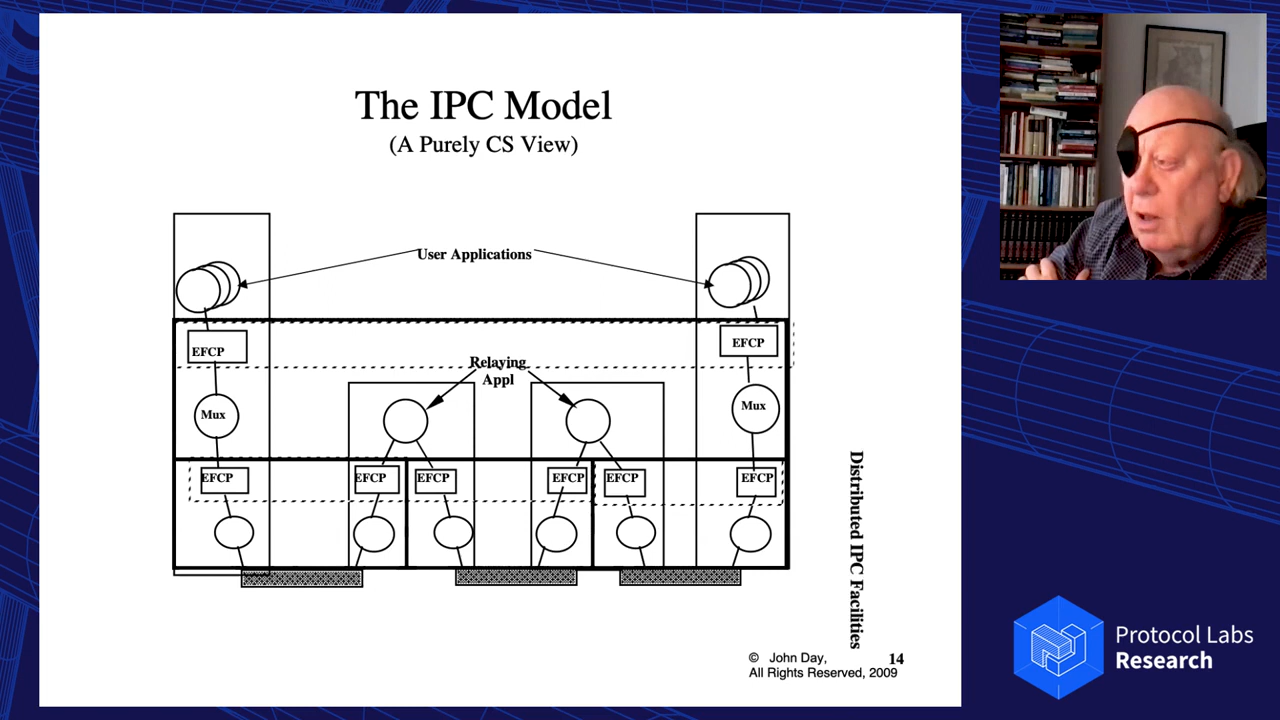 The IPC Model
(A Purely CS View)
User Applications
EFCP
EFCP
Relaying
Appl
Mux
Mux
EFCP
EFCP
EFCP
EFCP
EFCP
EFCP
Distributed IPC Facilities
© John Day,
All Rights Reserved, 2009
14
Protocol Labs
Research